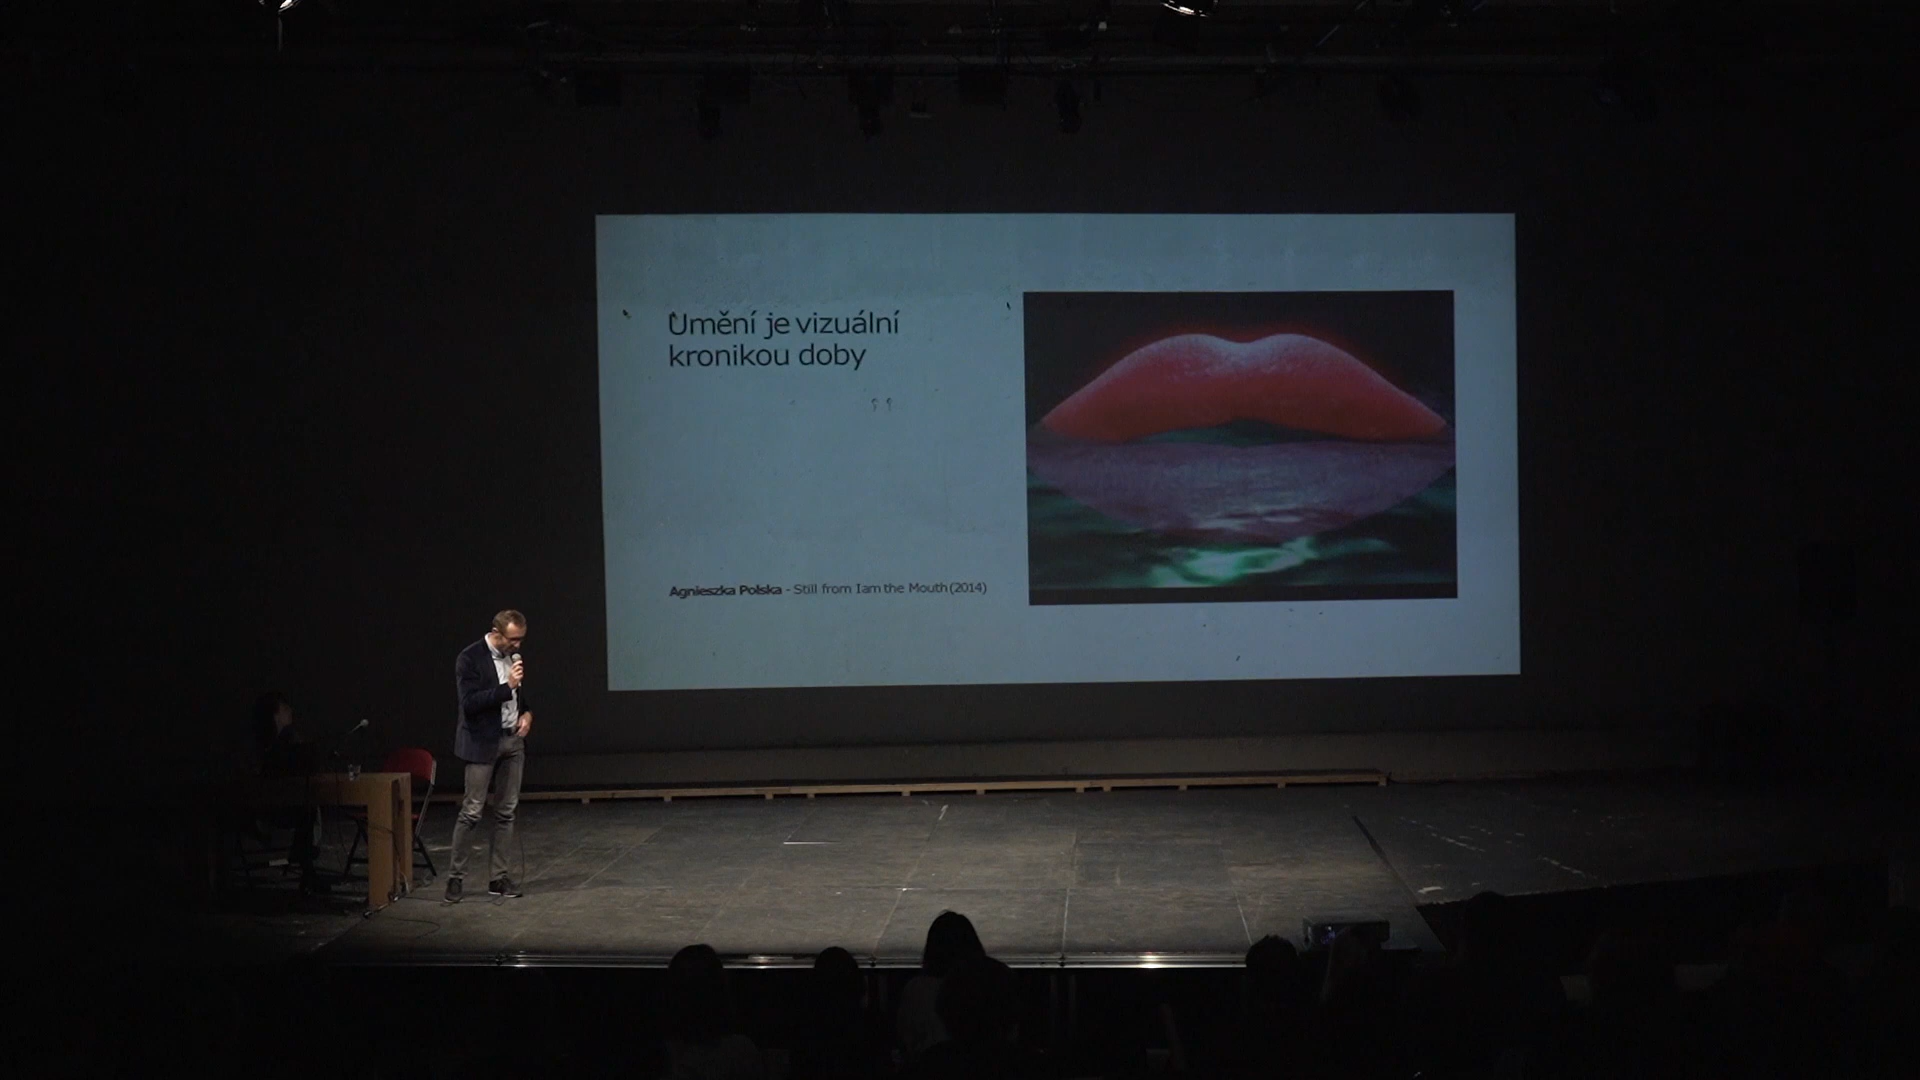 Umění je vizuální
kronikou doby
Agnieszka Polska - Still from I am the Mouth (2014)